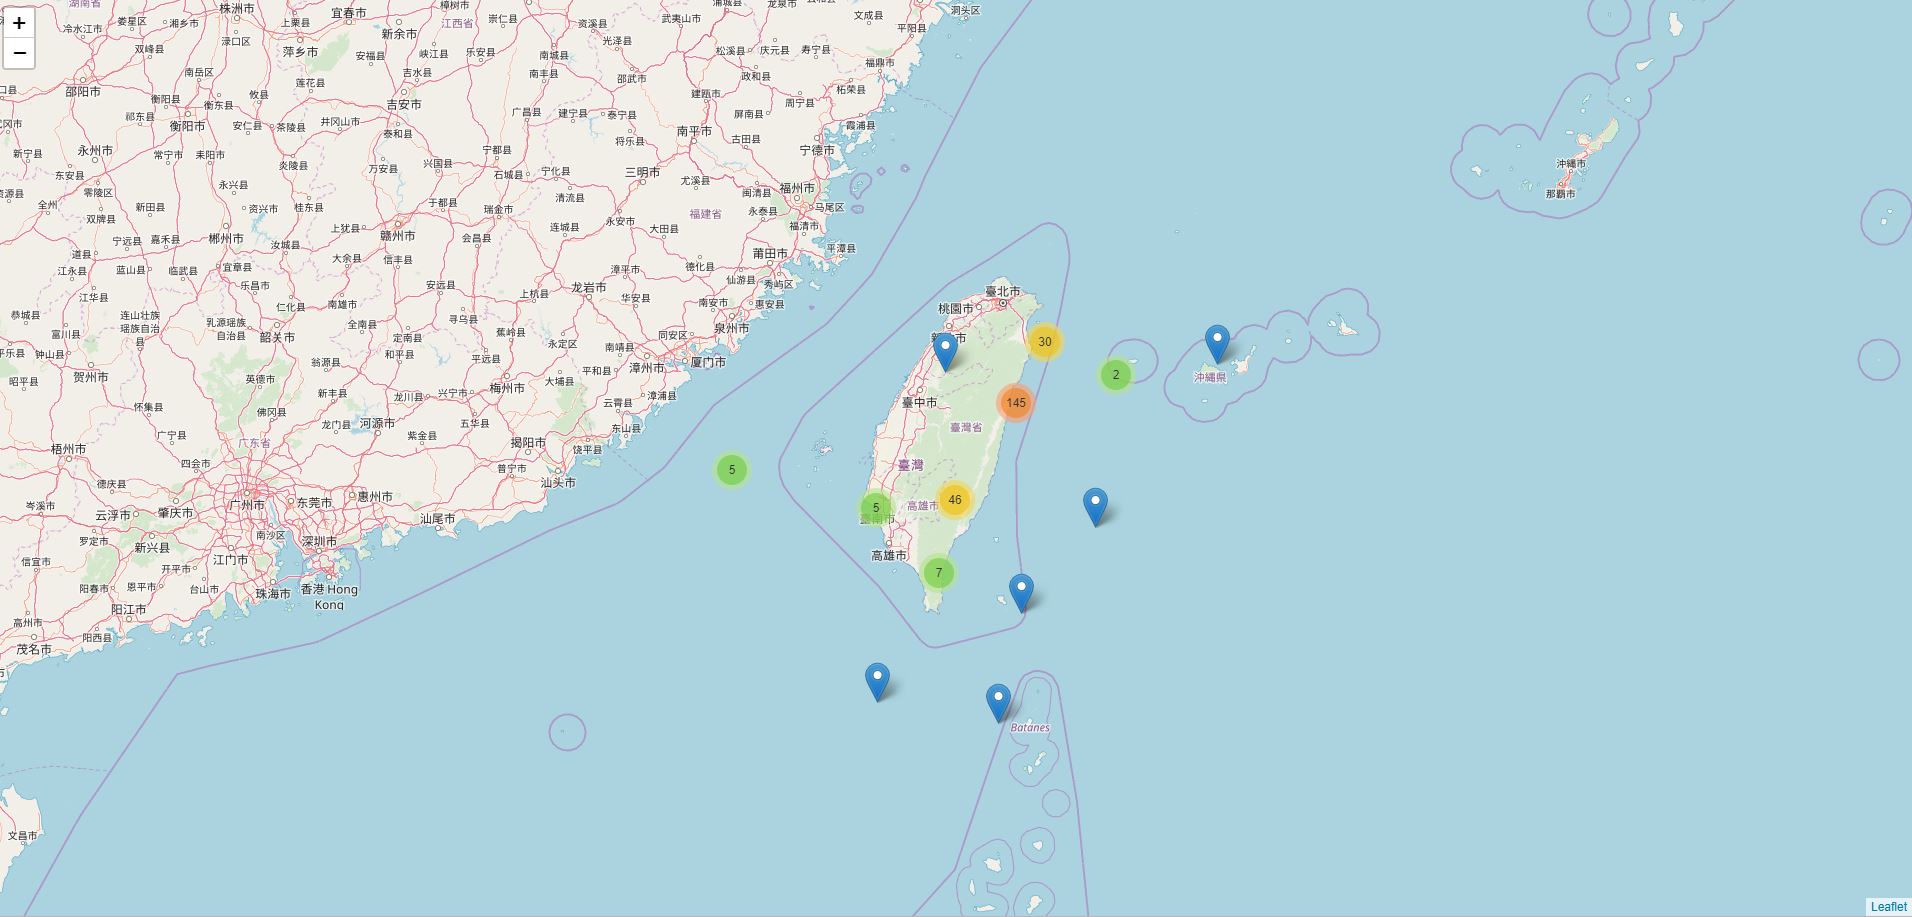 +
−
湖南省
株洲市
宜春市
樟树市
浦城县
龙泉市
洞头区
冷水江市
娄星区
湘乡市
上栗县
江西省
崇仁县
资溪县
武夷山市
文成县
平阳县
渌口区
新余市
光泽县
双峰县
萍乡市
安福县
峡江县
乐安县
南城县
松溪县
庆元县
寿宁县
福鼎市
南岳区
莲花县
吉水县
南丰县
邵武市
政和县
柘荣县
邵阳市
衡阳县
衡东县
攸县
吉安市
建瓯市
周宁县
祁东县
衡阳市
安仁县
茶陵县
井冈山市
泰和县
广昌县
建宁县
泰宁县
南平市
屏南县
霞浦县
将乐县
古田县
宁德市
永州市
新宁县
常宁市
耒阳市
炎陵县
万安县
兴国县
宁都县
石城县
宁化县
三明市
尤溪县
福州市
东安县
零陵区
永兴县
清流县
闽清县
全州
双牌县
新田县
资兴市
桂东县
于都县
瑞金市
福建省
永泰县
马尾区
宁远县
嘉禾县
郴州市
汝城县
上犹县
赣州市
会昌县
连城县
永安市
大田县
福清市
道县
江永县
蓝山县
临武县
宜章县
大余县
信丰县
漳平市
德化县
莆田市
平潭县
乐昌市
安远县
龙岩市
仙游县
秀屿区
江华县
仁化县
南雄市
上杭县
华安县
南安市
惠安县
恭城县
连山壮族
瑶族自治
县
乳源瑶族
自治县
韶关市
全南县
定南县
寻乌县
蕉岭县
永定区
同安区
泉州市
富川县
钟山县
翁源县
和平县
平远县
南靖县
厦门市
贺州市
昭平县
英德市
新丰县
龙川县
兴宁市
梅州市
大埔县
平和县
漳州市
怀集县
佛冈县
云霄县
漳浦县
广宁县
广东省
龙门县
河源市
紫金县
五华县
揭阳市
东山县
梧州市
四会市
饶平县
德庆县
普宁市
汕头市
岑溪市
云浮市
肇庆市
广州市
东莞市
惠州市
汕尾市
罗定市
新兴县
南沙区
深圳市
信宜市
开平市
江门市
阳春市
恩平市
台山市
珠海市
香港 Hong
Kong
阳江市
高州市
阳西县
茂名市
文昌市
臺北市
桃園市
臺中市
臺灣省
臺灣
高雄市
臺南市
高雄市
沖縄市
那覇市
沖縄県
Batanes
30
2
145
5
5
46
7
Leaflet